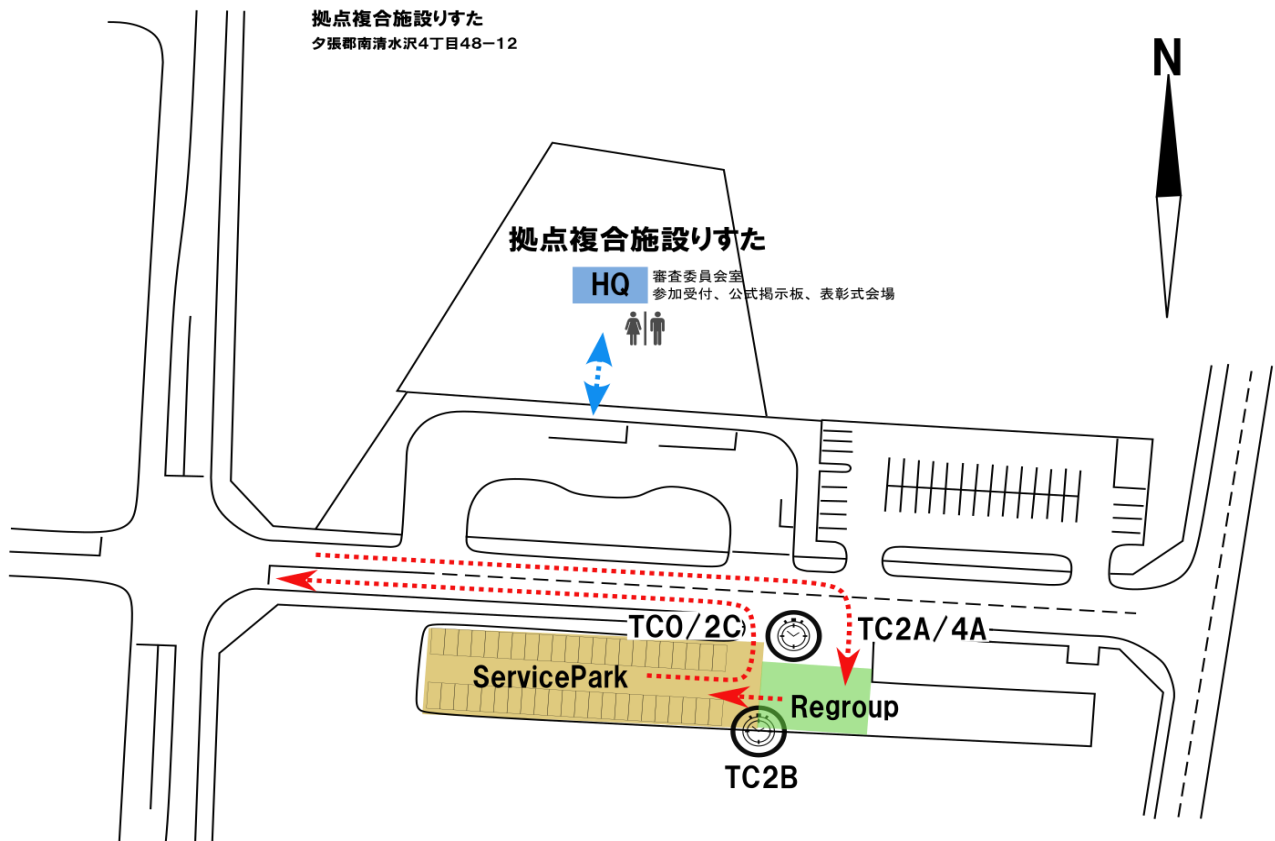 拠点複合施設りすた
夕張郡南清水沢4丁目48−12
N
拠点複合施設りすた
HQ
審査委員会室
参加受付、公式掲示板、表彰式会場
TC0/2C
TC2A/4A
ServicePark
Regroup
TC2B